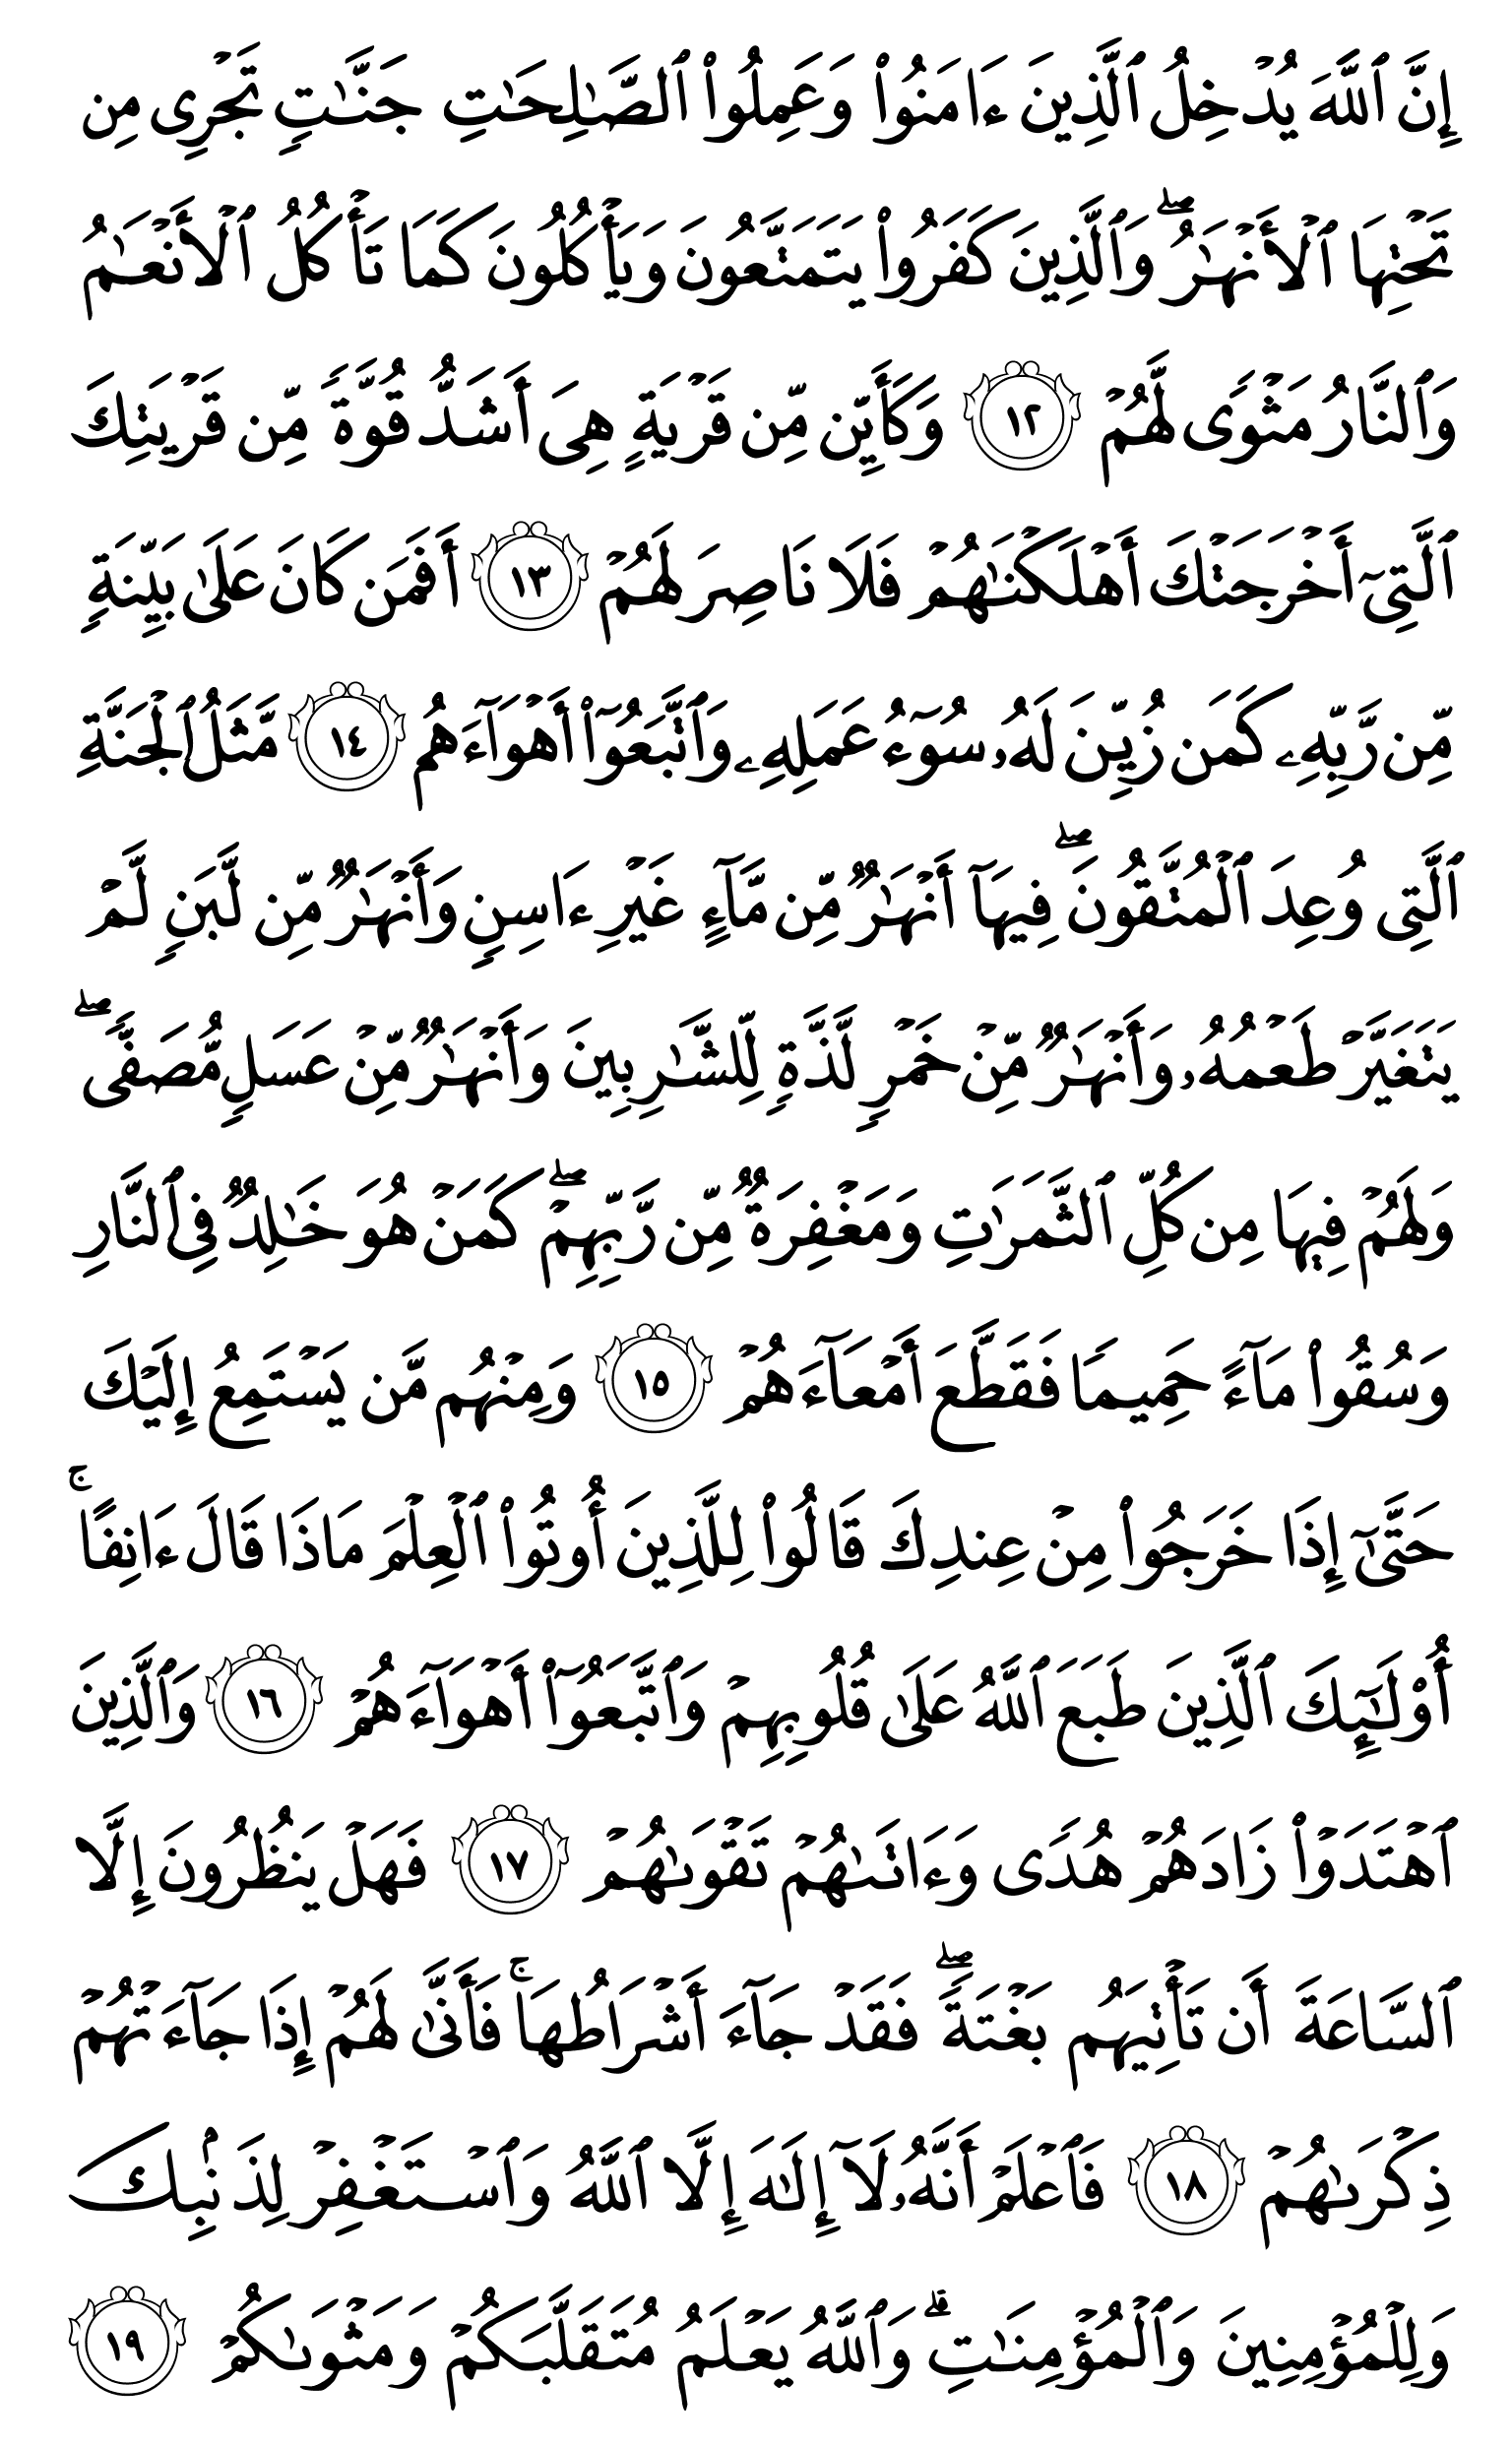 إِنَّ ٱللَّهَ يُدْخِلُ ٱلَّذِينَ ءَامَنُوا۟ وَعَمِلُوا۟ ٱلصَّٰلِحَٰتِ جَنَّٰتٍ تَجْرِى مِن
تَحْتِهَا ٱلْأَنْهَٰرُ ۖ وَٱلَّذِينَ كَفَرُوا۟ يَتَمَتَّعُونَ وَيَأْكُلُونَ كَمَا تَأْكُلُ ٱلْأَنْعَٰمُ
وَٱلنَّارُ مَثْوًى لَّهُمْ ١٢ وَكَأَيِّن مِّن قَرْيَةٍ هِىَ أَشَدُّ قُوَّةً مِّن قَرْيَتِكَ
ٱلَّتِىٓ أَخْرَجَتْكَ أَهْلَكْنَٰهُمْ فَلَا نَاصِرَ لَهُمْ ١٣ أَفَمَن كَانَ عَلَىٰ بَيِّنَةٍ
مِّن رَّبِّهِۦ كَمَن زُيِّنَ لَهُۥ سُوٓءُ عَمَلِهِۦ وَٱتَّبَعُوٓا۟ أَهْوَآءَهُم ١٤ مَّثَلُ ٱلْجَنَّةِ
ٱلَّتِى وُعِدَ ٱلْمُتَّقُونَ ۖ فِيهَآ أَنْهَٰرٌ مِّن مَّآءٍ غَيْرِ ءَاسِنٍ وَأَنْهَٰرٌ مِّن لَّبَنٍ لَّمْ
يَتَغَيَّرْ طَعْمُهُۥ وَأَنْهَٰرٌ مِّنْ خَمْرٍ لَّذَّةٍ لِّلشَّٰرِبِينَ وَأَنْهَٰرٌ مِّنْ عَسَلٍ مُّصَفًّى ۖ
وَلَهُمْ فِيهَا مِن كُلِّ ٱلثَّمَرَٰتِ وَمَغْفِرَةٌ مِّن رَّبِّهِمْ ۖ كَمَنْ هُوَ خَٰلِدٌ فِى ٱلنَّارِ
وَسُقُوا۟ مَآءً حَمِيمًا فَقَطَّعَ أَمْعَآءَهُمْ ١٥ وَمِنْهُم مَّن يَسْتَمِعُ إِلَيْكَ
حَتَّىٰٓ إِذَا خَرَجُوا۟ مِنْ عِندِكَ قَالُوا۟ لِلَّذِينَ أُوتُوا۟ ٱلْعِلْمَ مَاذَا قَالَ ءَانِفًا ۚ
أُو۟لَٰٓئِكَ ٱلَّذِينَ طَبَعَ ٱللَّهُ عَلَىٰ قُلُوبِهِمْ وَٱتَّبَعُوٓا۟ أَهْوَآءَهُمْ ١٦ وَٱلَّذِينَ
ٱهْتَدَوْا۟ زَادَهُمْ هُدًى وَءَاتَىٰهُمْ تَقْوَىٰهُمْ ١٧ فَهَلْ يَنظُرُونَ إِلَّا
ٱلسَّاعَةَ أَن تَأْتِيَهُم بَغْتَةً ۖ فَقَدْ جَآءَ أَشْرَاطُهَا ۚ فَأَنَّىٰ لَهُمْ إِذَا جَآءَتْهُمْ
ذِكْرَىٰهُمْ ١٨ فَٱعْلَمْ أَنَّهُۥ لَآ إِلَٰهَ إِلَّا ٱللَّهُ وَٱسْتَغْفِرْ لِذَنۢبِكَ
وَلِلْمُؤْمِنِينَ وَٱلْمُؤْمِنَٰتِ ۗ وَٱللَّهُ يَعْلَمُ مُتَقَلَّبَكُمْ وَمَثْوَىٰكُمْ ١٩